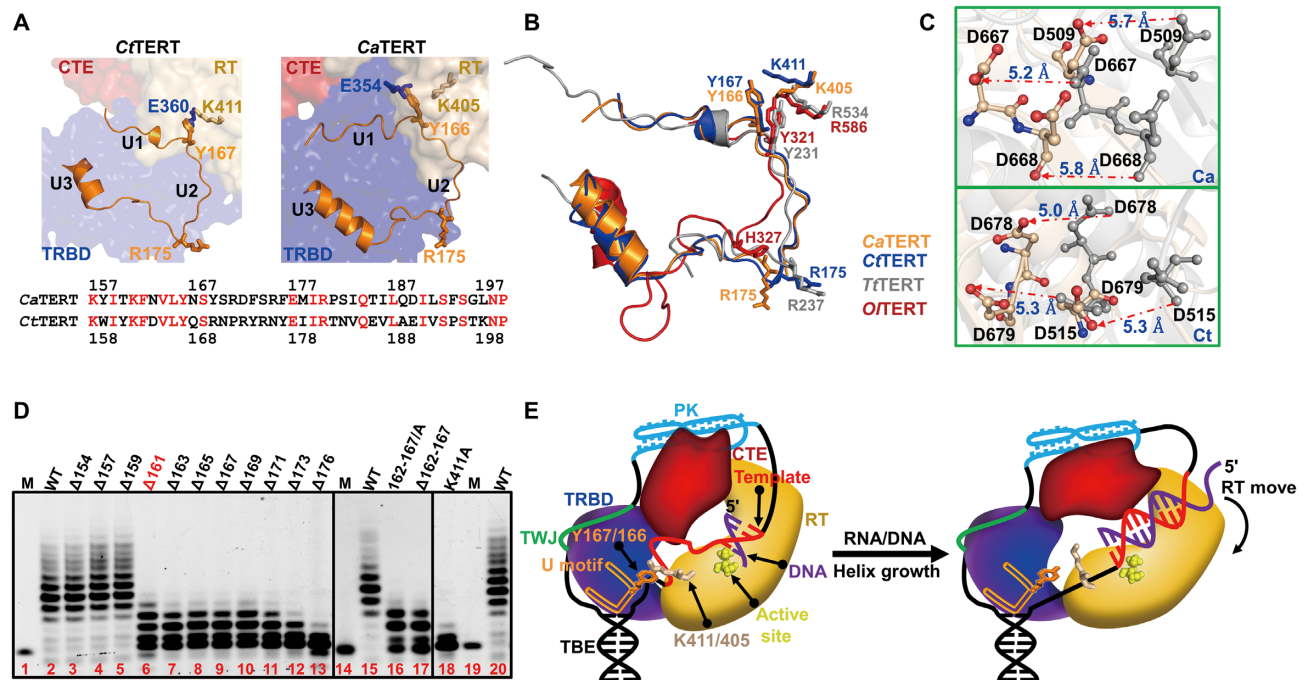 A
CtTERT
CTE
RT
E360
K411
U1
Y167
U3
U2
TRBD
R175
CaTERT
CTE
RT
E354
K405
U1
Y166
U2
U3
TRBD
R175
157 167 177 187 197
CaTERT KYITKFNVLYNSYSRDFSRFEMIRPSIQTILQDILSFSGLNP
CtTERT KWIYKFDVLYQSRNPRYRNYEIIRTNVQEVLAEIVSPSTKNP
158 168 178 188 198
B
Y167
Y166
K411
K405
R534
R586
Y321
Y231
H327
R175
R175
R237
CaTERT
CtTERT
TtTERT
OlTERT
C
D667
D509
5.7 Å
D509
D667
5.2 Å
D668
D668
5.8 Å
Ca
D678
5.0 Å
D678
D679
5.3 Å
D515
5.3 Å
D515
D679
Ct
D
M
WT
Δ154
Δ157
Δ159
Δ161
Δ163
Δ165
Δ167
Δ169
Δ171
Δ173
Δ176
M
WT
162-167/A
Δ162-167
K411A
M
WT
1 2 3 4 5 6 7 8 9 10 11 12 13 14 15 16 17 18 19 20
E
PK
CTE
Template
TRBD
5'
RT
TWJ
Y167/166
U motif
DNA
Active
site
K411/405
TBE
RNA/DNA
Helix growth
5'
RT move